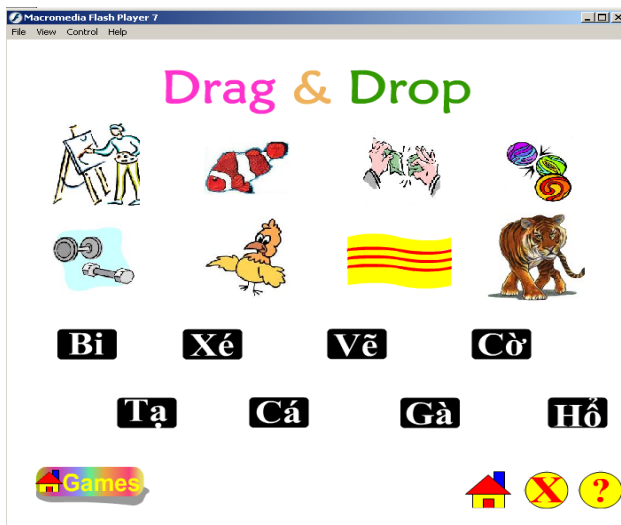 Macromedia Flash Player 7
File View Control Help
Drag & Drop
Bi Xé Vẽ Cờ
Tạ Cá Gà Hổ
Games X ?